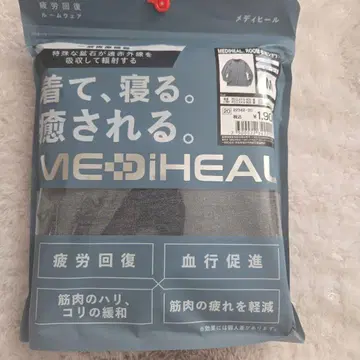 疲労回復
ルームウェア
メディヒール
特殊な鉱石が遠赤外線を
吸収して輻射する
MEDIHEAL
M
着て、寝る。
癒される。
MEDiHEAL
疲労回復
血行促進
筋肉のハリ、
コリの緩和
筋肉の疲れを軽減